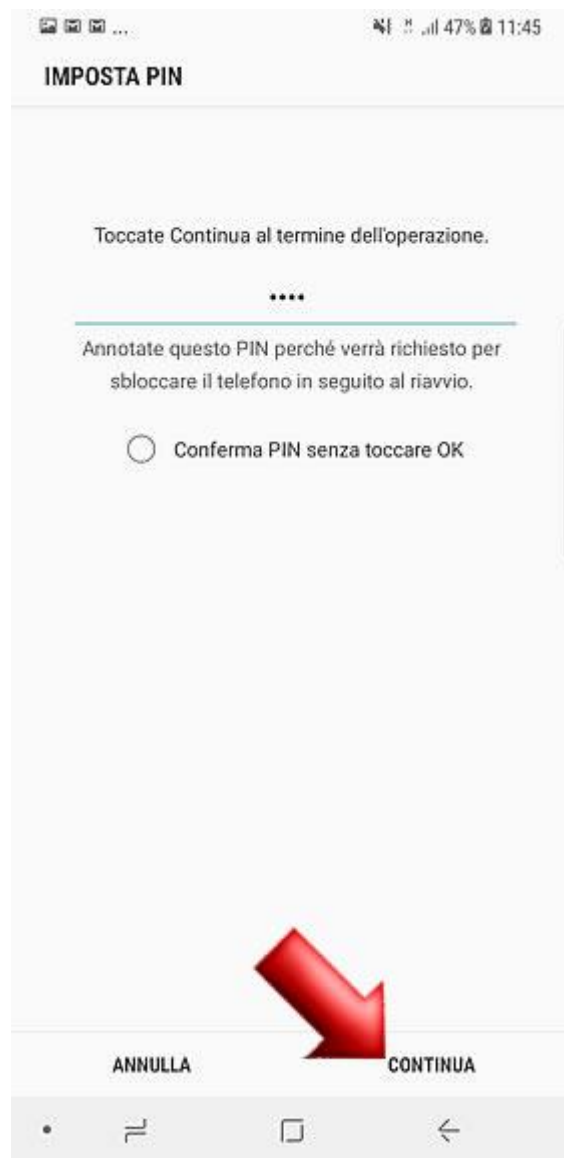 ... 47% 11:45
IMPOSTA PIN
Toccate Continua al termine dell'operazione.
••••
Annotate questo PIN perché verrà richiesto per
sbloccare il telefono in seguito al riavvio.
Conferma PIN senza toccare OK
ANNULLA CONTINUA